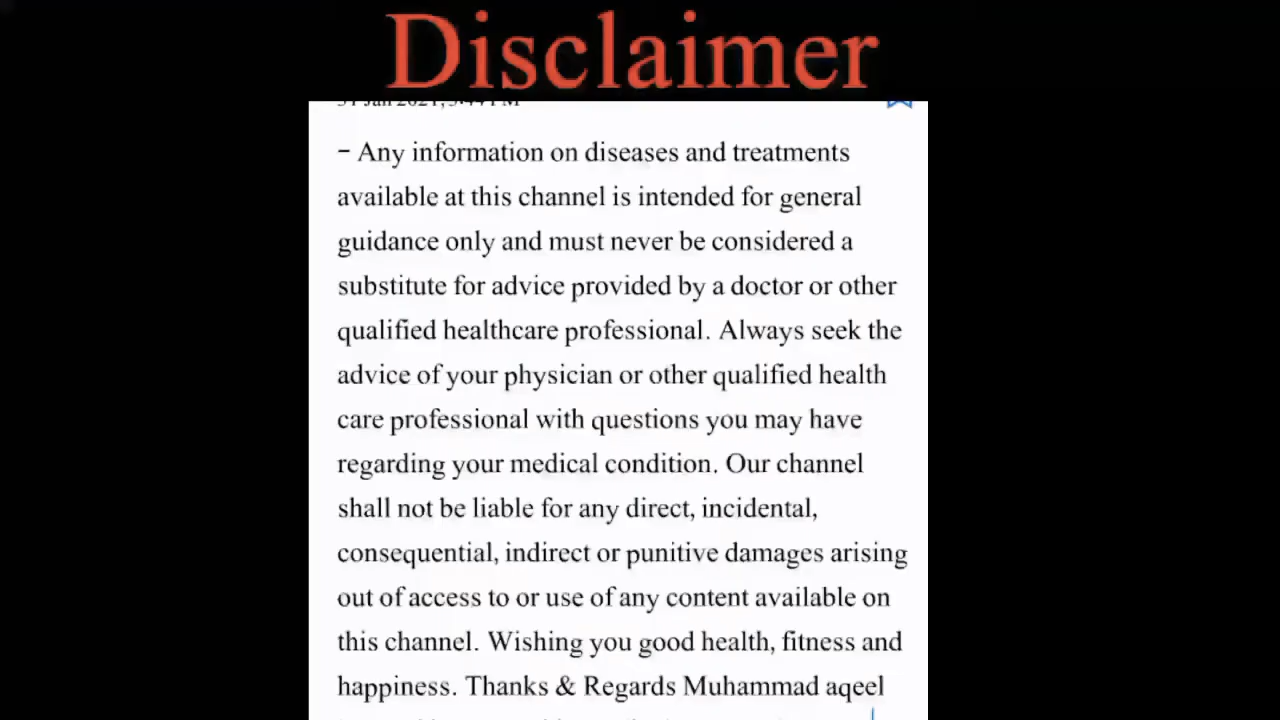 Disclaimer
– Any information on diseases and treatments
available at this channel is intended for general
guidance only and must never be considered a
substitute for advice provided by a doctor or other
qualified healthcare professional. Always seek the
advice of your physician or other qualified health
care professional with questions you may have
regarding your medical condition. Our channel
shall not be liable for any direct, incidental,
consequential, indirect or punitive damages arising
out of access to or use of any content available on
this channel. Wishing you good health, fitness and
happiness. Thanks & Regards Muhammad aqeel